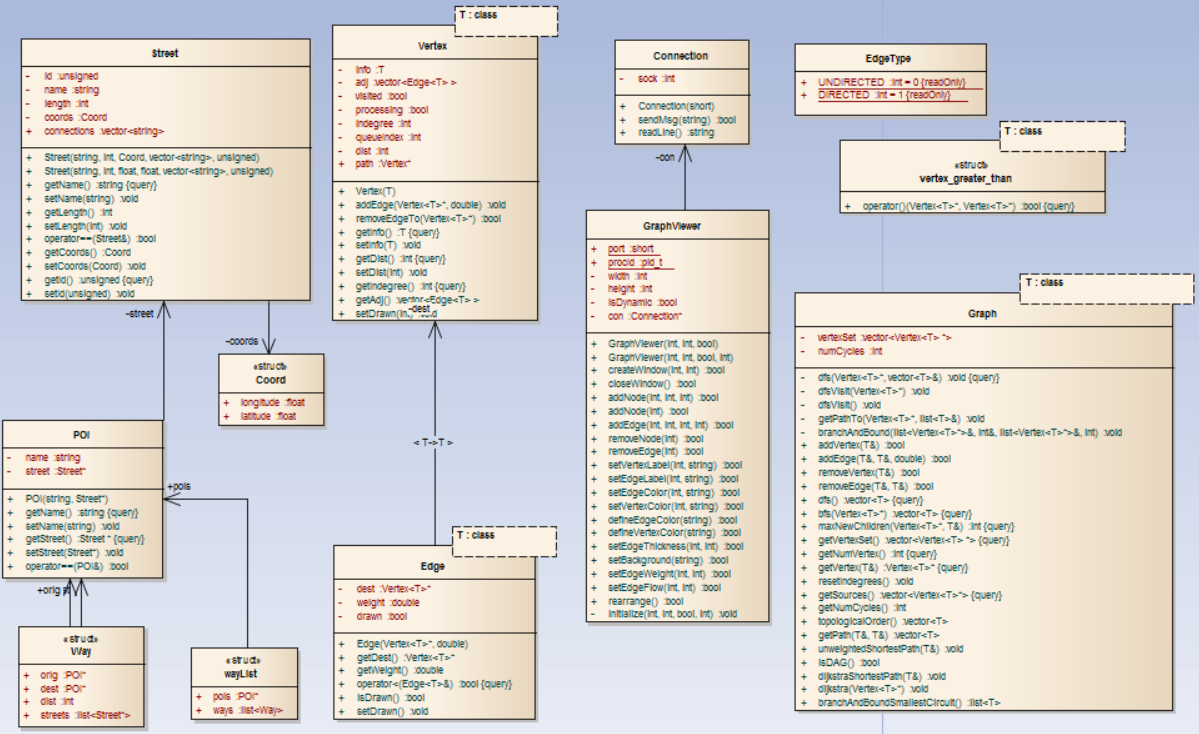 Street
- id :unsigned
- name :string
- length :int
- coords :Coord
+ connections :vector<string>
+ Street(string, int, Coord, vector<string>, unsigned)
+ Street(string, int, float, float, vector<string>, unsigned)
+ getName() :string {query}
+ setName(string) :void
+ getLength() :int
+ setLength(int) :void
+ operator==(Street&) :bool
+ getCoords() :Coord
+ setCoords(Coord) :void
+ getId() :unsigned {query}
+ setId(unsigned) :void
T : class
Vertex
- info :T
- adj :vector<Edge<T> >
- visited :bool
- processing :bool
- indegree :int
- queueIndex :int
- dist :int
+ path :Vertex*
+ Vertex(T)
+ addEdge(Vertex<T>*, double) :void
+ removeEdgeTo(Vertex<T>*) :bool
+ getInfo() :T {query}
+ setInfo(T) :void
+ getDist() :int {query}
+ setDist(int) :void
+ getIndegree() :int {query}
+ getAdj() :vector<Edge<T> >
+ setDrawn(int,) :void
-dest
Connection
- sock :int
+ Connection(short)
+ sendMsg(string) :bool
+ readLine() :string
-con
EdgeType
+ UNDIRECTED :int = 0 {readOnly}
+ DIRECTED :int = 1 {readOnly}
T : class
«struct»
vertex_greater_than
+ operator()(Vertex<T>*, Vertex<T>*) :bool {query}
GraphViewer
+ port :short
+ procId :pid_t
- width :int
- height :int
- isDynamic :bool
- con :Connection*
+ GraphViewer(int, int, bool)
+ GraphViewer(int, int, bool, int)
+ createWindow(int, int) :bool
+ closeWindow() :bool
+ addNode(int, int, int) :bool
+ addNode(int) :bool
+ addEdge(int, int, int, int) :bool
+ removeNode(int) :bool
+ removeEdge(int) :bool
+ setVertexLabel(int, string) :bool
+ setEdgeLabel(int, string) :bool
+ setEdgeColor(int, string) :bool
+ setVertexColor(int, string) :bool
+ defineEdgeColor(string) :bool
+ defineVertexColor(string) :bool
+ setEdgeThickness(int, int) :bool
+ setBackground(string) :bool
+ setEdgeWeight(int, int) :bool
+ setEdgeFlow(int, int) :bool
+ rearrange() :bool
- initialize(int, int, bool, int) :void
T : class
Graph
- vertexSet :vector<Vertex<T> *>
- numCycles :int
- dfs(Vertex<T>*, vector<T>&) :void {query}
- dfsVisit(Vertex<T>*) :void
- dfsVisit() :void
- getPathTo(Vertex<T>*, list<T>&) :void
- branchAndBound(list<Vertex<T>*>&, int&, list<Vertex<T>*>&, int) :void
+ addVertex(T&) :bool
+ addEdge(T&, T&, double) :bool
+ removeVertex(T&) :bool
+ removeEdge(T&, T&) :bool
+ dfs() :vector<T> {query}
+ bfs(Vertex<T>*) :vector<T> {query}
+ maxNewChildren(Vertex<T>*, T&) :int {query}
+ getVertexSet() :vector<Vertex<T> *> {query}
+ getNumVertex() :int {query}
+ getVertex(T&) :Vertex<T>* {query}
+ resetIndegrees() :void
+ getSources() :vector<Vertex<T>*> {query}
+ getNumCycles() :int
+ topologicalOrder() :vector<T>
+ getPath(T&, T&) :vector<T>
+ unweightedShortestPath(T&) :void
+ isDAG() :bool
+ dijkstraShortestPath(T&) :void
+ dijkstra(Vertex<T>*) :void
+ branchAndBoundSmallestCircuit() :list<T>
-street
-coords
«struct»
Coord
+ longitude :float
+ latitude :float
POI
- name :string
- street :Street*
+ POI(string, Street*)
+ getName() :string {query}
+ setName(string) :void
+ getStreet() :Street * {query}
+ setStreet(Street*) :void
+ operator==(POI&) :bool
+pois
+orig
< T->T >
«struct»
Way
+ orig :POI*
+ dest :POI*
+ dist :int
+ streets :list<Street*>
«struct»
wayList
+ pois :POI*
+ ways :list<Way>
T : class
Edge
- dest :Vertex<T>*
- weight :double
- drawn :bool
+ Edge(Vertex<T>*, double)
+ getDest() :Vertex<T>*
+ getWeight() :double
+ operator<(Edge<T>&) :bool {query}
+ isDrawn() :bool
+ setDrawn() :void